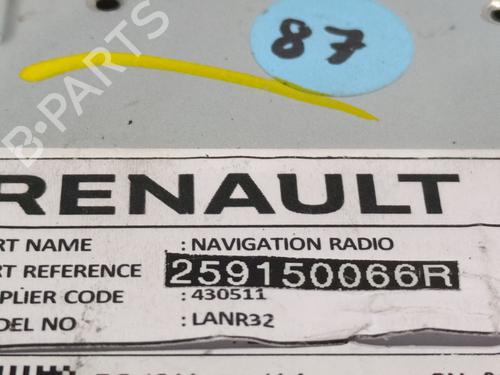 87
B-PARTS
RENAULT
RT NAME : NAVIGATION RADIO
RT REFERENCE 259150066R
PLIER CODE : 430511
DEL NO : LANR32